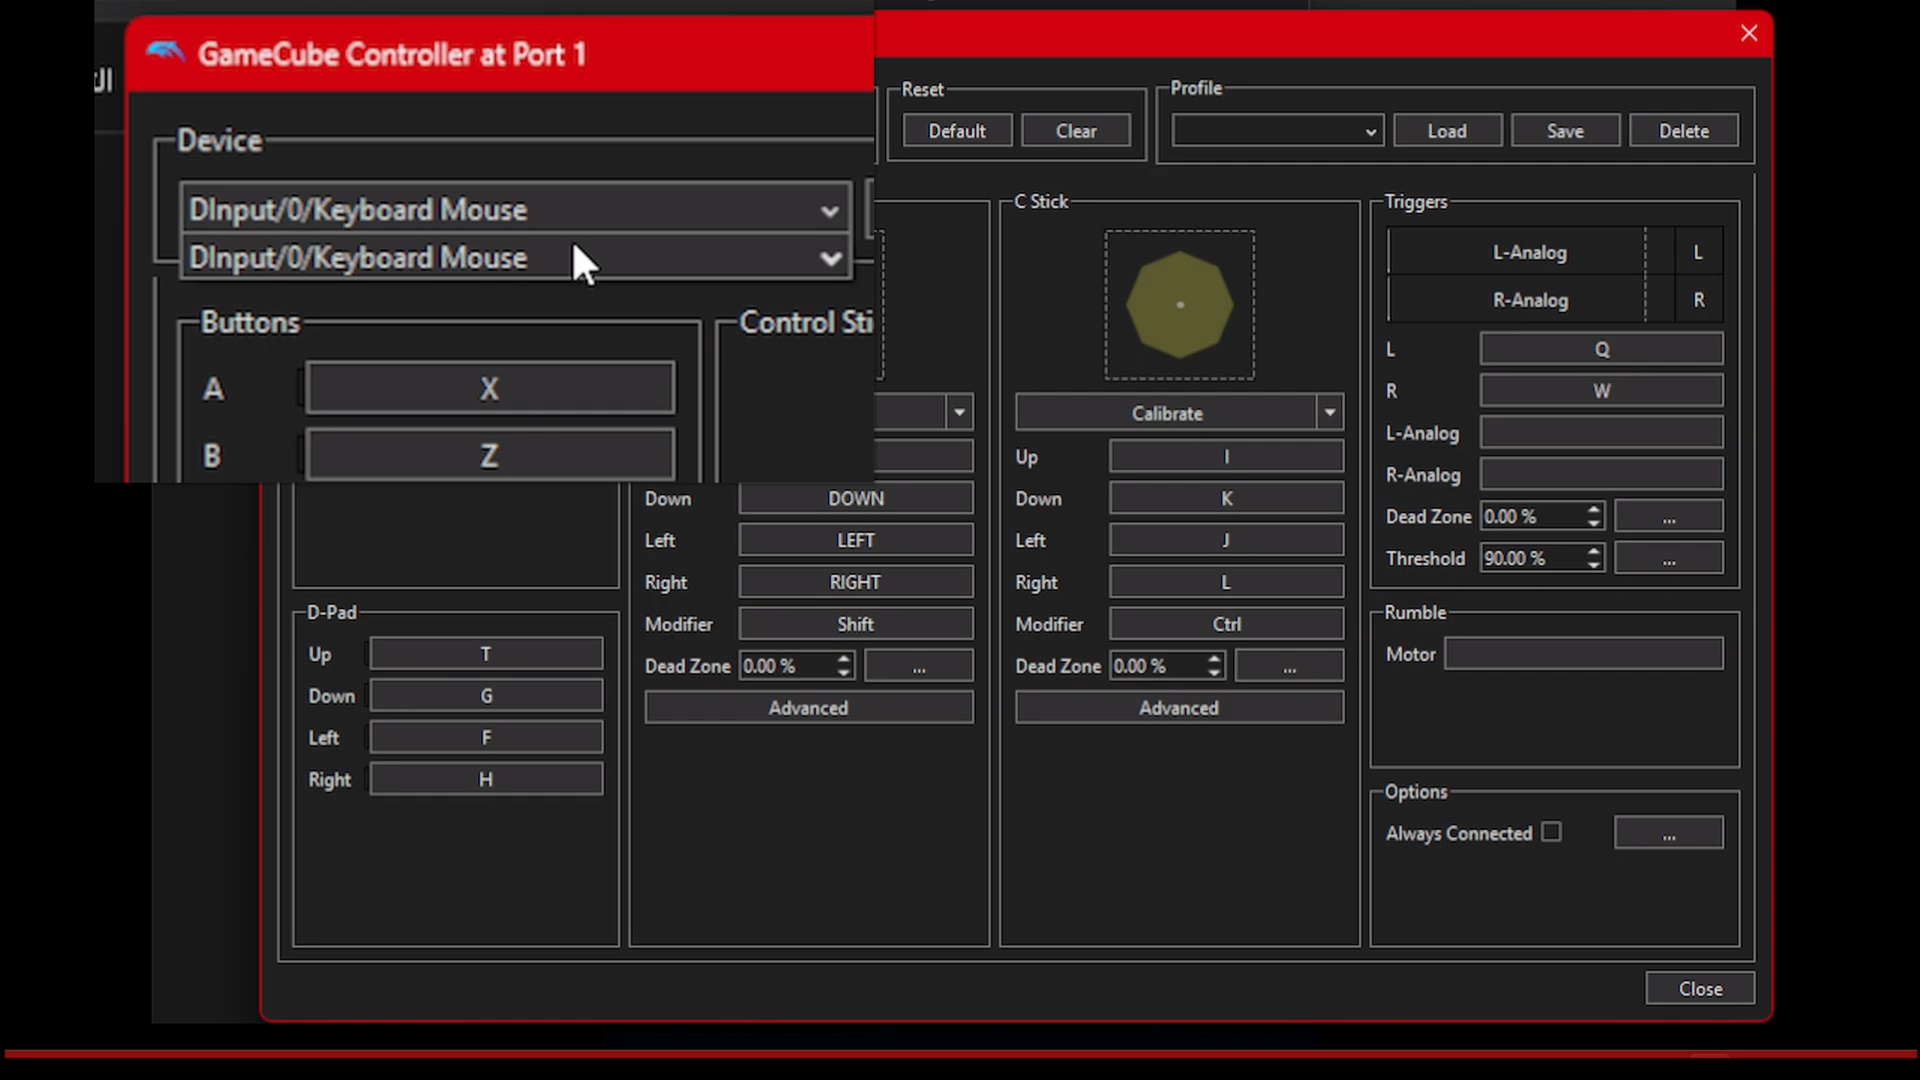 GameCube Controller at Port 1
Device
DInput/0/Keyboard Mouse
DInput/0/Keyboard Mouse
Reset
Default
Clear
Profile
Load
Save
Delete
Buttons
A
X
B
Z
Control Sti
Down
DOWN
Left
LEFT
Right
RIGHT
Modifier
Shift
Dead Zone
0.00 %
...
Advanced
D-Pad
Up
T
Down
G
Left
F
Right
H
C Stick
Calibrate
Up
I
Down
K
Left
J
Right
L
Modifier
Ctrl
Dead Zone
0.00 %
...
Advanced
Triggers
L-Analog
L
R-Analog
R
L
Q
R
W
L-Analog
R-Analog
Dead Zone
0.00 %
...
Threshold
90.00 %
...
Rumble
Motor
Options
Always Connected
...
Close